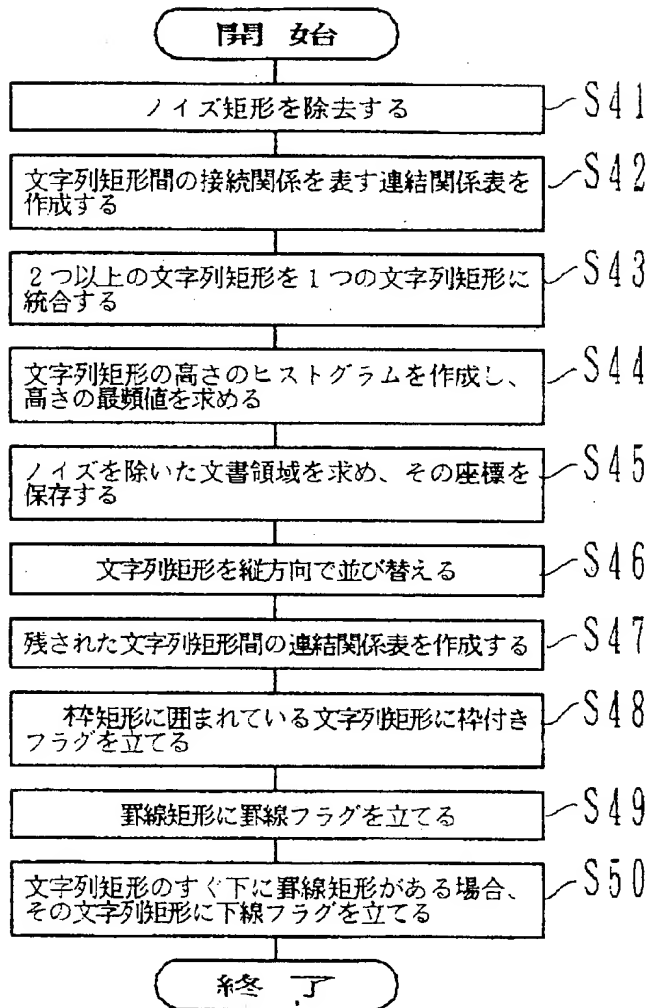 開始
ノイズ矩形を除去する
S41
文字列矩形間の接続関係を表す連結関係表を
作成する
S42
2つ以上の文字列矩形を1つの文字列矩形に
統合する
S43
文字列矩形の高さのヒストグラムを作成し、
高さの最頻値を求める
S44
ノイズを除いた文書領域を求め、その座標を
保存する
S45
文字列矩形を縦方向で並び替える
S46
残された文字列矩形間の連結関係表を作成する
S47
枠矩形に囲まれている文字列矩形に枠付き
フラグを立てる
S48
罫線矩形に罫線フラグを立てる
S49
文字列矩形のすぐ下に罫線矩形がある場合、
その文字列矩形に下線フラグを立てる
S50
終了